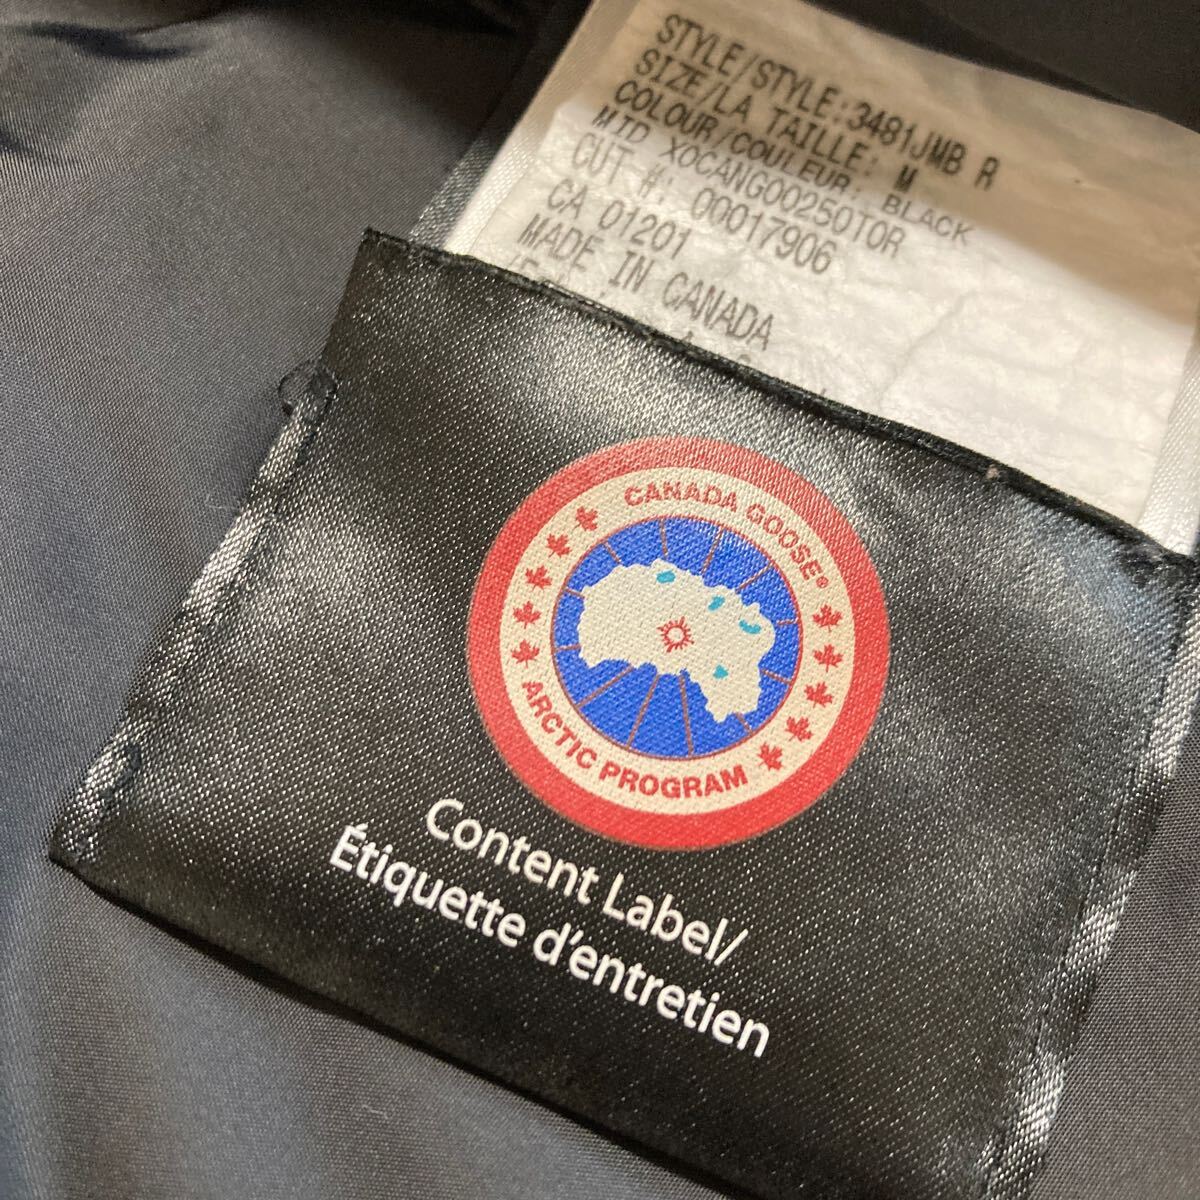 STYLE/STYLE:3481JMB R
SIZE/LA TAILLE: M
COLOUR/COULEUR: BLACK
MID XOCANG00250TOR
CUT #: 00017906
CA 01201
MADE IN CANADA
CANADA GOOSE®
ARCTIC PROGRAM
Content Label/
Étiquette d'entretien